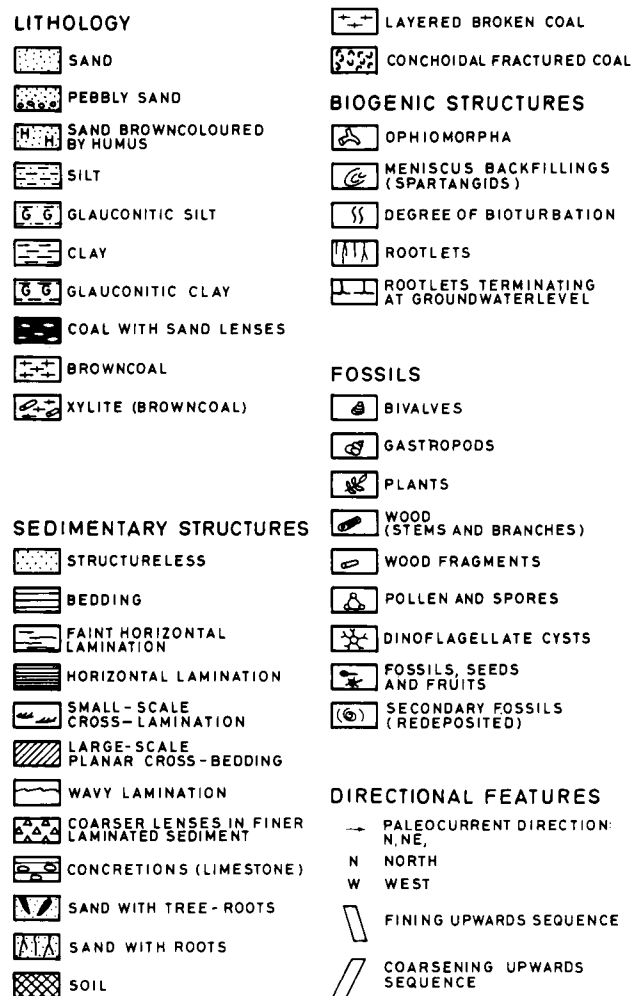 LITHOLOGY
SAND
PEBBLY SAND
H H SAND BROWNCOLOURED
BY HUMUS
SILT
G G GLAUCONITIC SILT
CLAY
G G GLAUCONITIC CLAY
COAL WITH SAND LENSES
BROWNCOAL
XYLITE (BROWNCOAL)
SEDIMENTARY STRUCTURES
STRUCTURELESS
BEDDING
FAINT HORIZONTAL
LAMINATION
HORIZONTAL LAMINATION
SMALL-SCALE
CROSS-LAMINATION
LARGE-SCALE
PLANAR CROSS-BEDDING
WAVY LAMINATION
COARSER LENSES IN FINER
LAMINATED SEDIMENT
CONCRETIONS (LIMESTONE)
SAND WITH TREE-ROOTS
SAND WITH ROOTS
SOIL
LAYERED BROKEN COAL
CONCHOIDAL FRACTURED COAL
BIOGENIC STRUCTURES
OPHIOMORPHA
MENISCUS BACKFILLINGS
(SPARTANGIDS)
DEGREE OF BIOTURBATION
ROOTLETS
ROOTLETS TERMINATING
AT GROUNDWATERLEVEL
FOSSILS
BIVALVES
GASTROPODS
PLANTS
WOOD
(STEMS AND BRANCHES)
WOOD FRAGMENTS
POLLEN AND SPORES
DINOFLAGELLATE CYSTS
FOSSILS, SEEDS
AND FRUITS
SECONDARY FOSSILS
(REDEPOSITED)
DIRECTIONAL FEATURES
→ PALEOCURRENT DIRECTION:
N, NE,
N NORTH
W WEST
FINING UPWARDS SEQUENCE
COARSENING UPWARDS
SEQUENCE